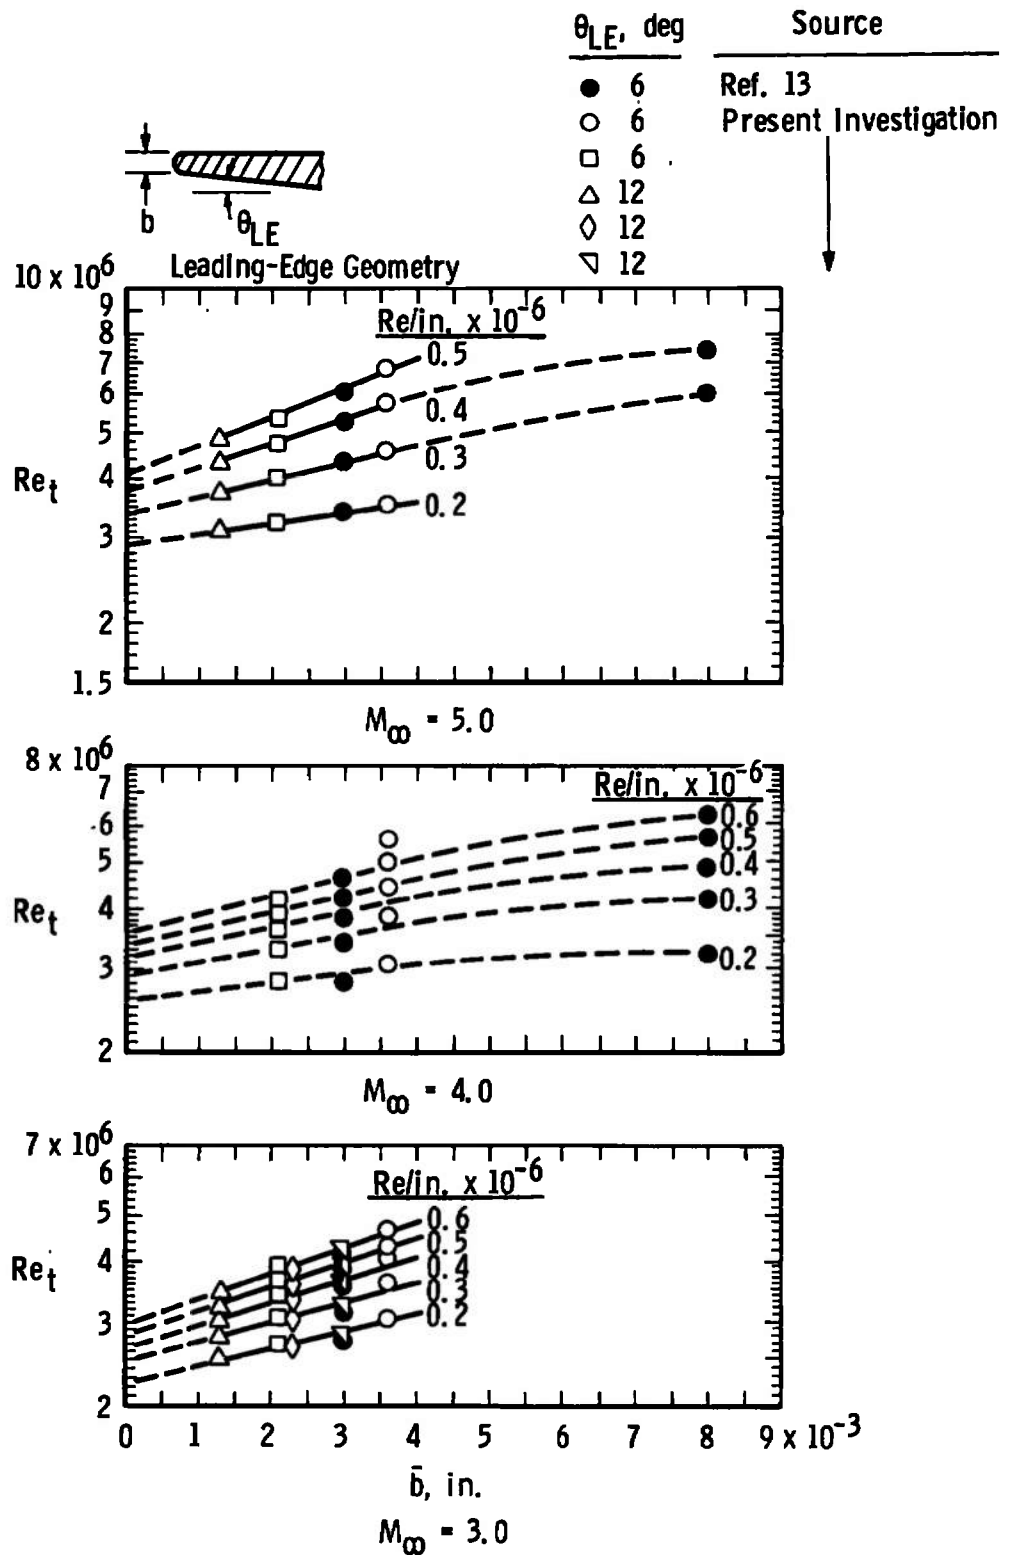 θLE, deg Source
● 6 Ref. 13
○ 6 Present Investigation
□ 6
△ 12
◇ 12
◹ 12
b
θLE
Leading-Edge Geometry
10 x 10^6
Re/in. x 10^-6
9
8
7
6
5
4
3
2
1.5
Re_t
0.5
0.4
0.3
0.2
M∞ = 5.0
8 x 10^6
Re/in. x 10^-6
7
6
5
4
3
2
Re_t
0.6
0.5
0.4
0.3
0.2
M∞ = 4.0
7 x 10^6
Re/in. x 10^-6
6
5
4
3
2
Re_t
0.6
0.5
0.4
0.3
0.2
0 1 2 3 4 5 6 7 8 9 x 10^-3
b̄, in.
M∞ = 3.0